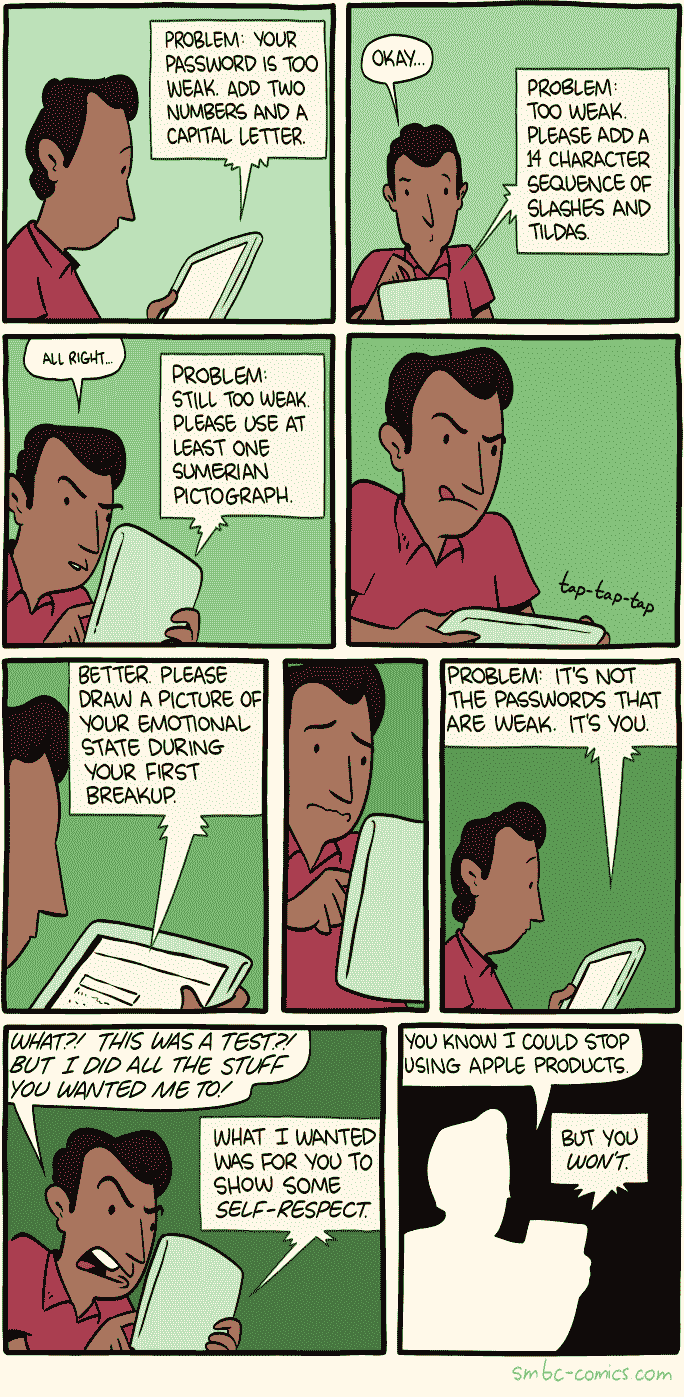 PROBLEM: YOUR
PASSWORD IS TOO
WEAK. ADD TWO
NUMBERS AND A
CAPITAL LETTER.
OKAY...
PROBLEM:
TOO WEAK.
PLEASE ADD A
14 CHARACTER
SEQUENCE OF
SLASHES AND
TILDAS.
ALL RIGHT...
PROBLEM:
STILL TOO WEAK.
PLEASE USE AT
LEAST ONE
SUMERIAN
PICTOGRAPH.
tap-tap-tap
BETTER. PLEASE
DRAW A PICTURE OF
YOUR EMOTIONAL
STATE DURING
YOUR FIRST
BREAKUP.
PROBLEM: IT'S NOT
THE PASSWORDS THAT
ARE WEAK. IT'S YOU.
WHAT?! THIS WAS A TEST?!
BUT I DID ALL THE STUFF
YOU WANTED ME TO!
WHAT I WANTED
WAS FOR YOU TO
SHOW SOME
SELF-RESPECT.
YOU KNOW I COULD STOP
USING APPLE PRODUCTS.
BUT YOU
WON'T.
smbc-comics.com